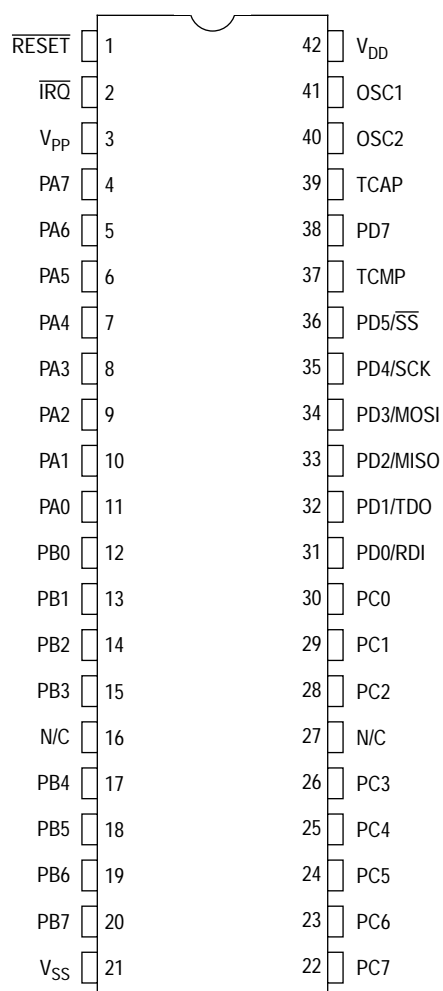 RESET 1 42 VDD
IRQ 2 41 OSC1
VPP 3 40 OSC2
PA7 4 39 TCAP
PA6 5 38 PD7
PA5 6 37 TCMP
PA4 7 36 PD5/SS
PA3 8 35 PD4/SCK
PA2 9 34 PD3/MOSI
PA1 10 33 PD2/MISO
PA0 11 32 PD1/TDO
PB0 12 31 PD0/RDI
PB1 13 30 PC0
PB2 14 29 PC1
PB3 15 28 PC2
N/C 16 27 N/C
PB4 17 26 PC3
PB5 18 25 PC4
PB6 19 24 PC5
PB7 20 23 PC6
VSS 21 22 PC7